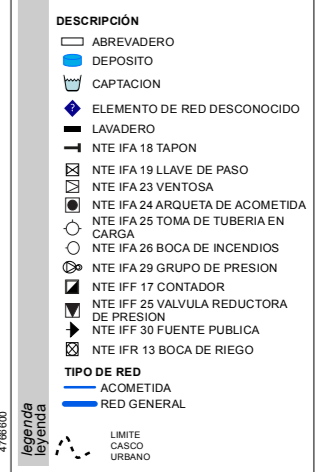 DESCRIPCIÓN
ABREVADERO
DEPOSITO
CAPTACION
ELEMENTO DE RED DESCONOCIDO
LAVADERO
NTE IFA 18 TAPON
NTE IFA 19 LLAVE DE PASO
NTE IFA 23 VENTOSA
NTE IFA 24 ARQUETA DE ACOMETIDA
NTE IFA 25 TOMA DE TUBERIA EN
CARGA
NTE IFA 26 BOCA DE INCENDIOS
NTE IFA 29 GRUPO DE PRESION
NTE IFF 17 CONTADOR
NTE IFF 25 VALVULA REDUCTORA
DE PRESION
NTE IFF 30 FUENTE PUBLICA
NTE IFR 13 BOCA DE RIEGO
TIPO DE RED
ACOMETIDA
RED GENERAL
LIMITE
CASCO
URBANO
legenda
leyenda
4766600